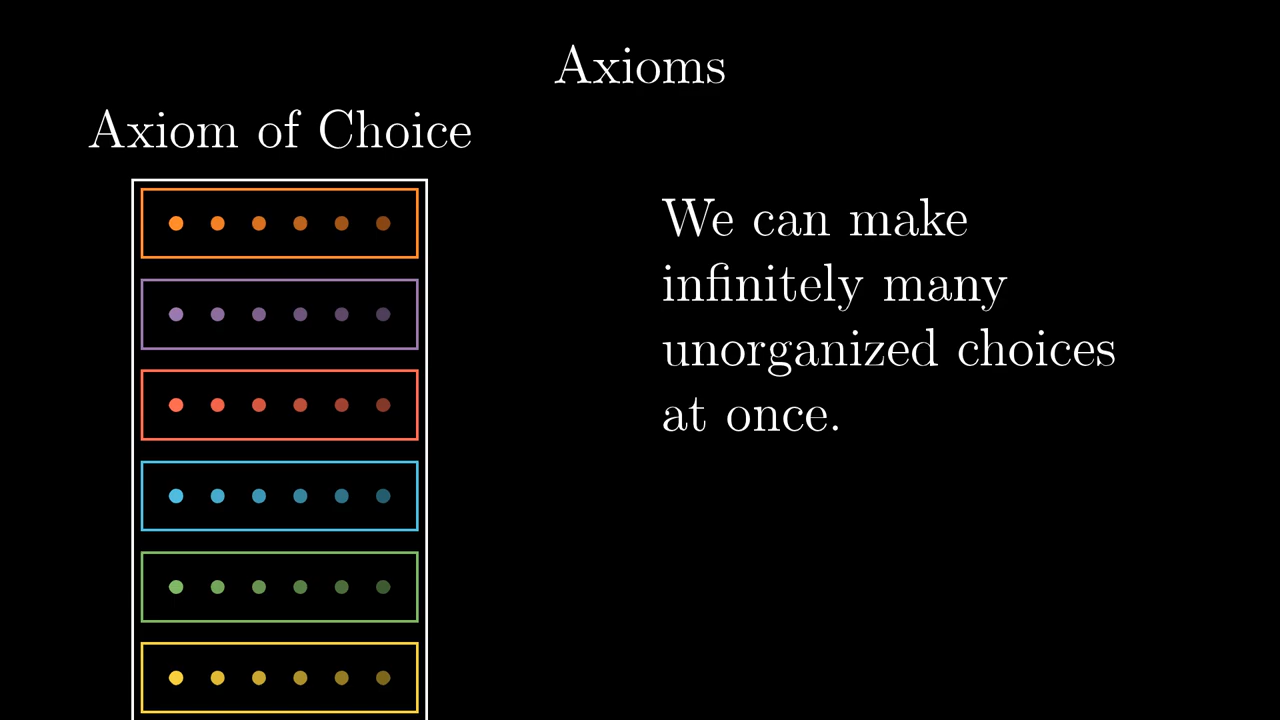 Axioms
Axiom of Choice
We can make
infinitely many
unorganized choices
at once.